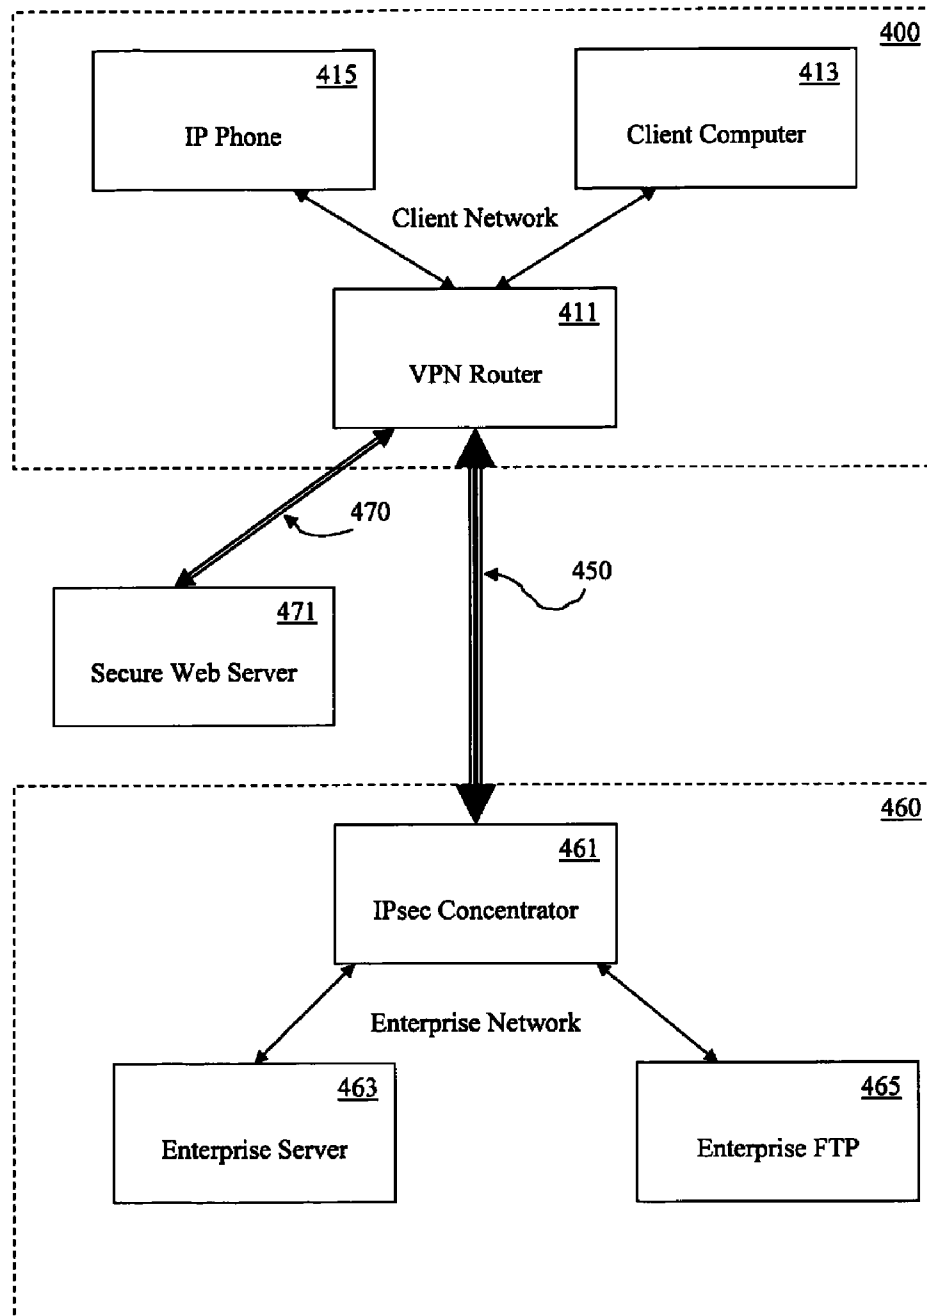 400
415
IP Phone
413
Client Computer
Client Network
411
VPN Router
470
450
471
Secure Web Server
460
461
IPsec Concentrator
Enterprise Network
463
Enterprise Server
465
Enterprise FTP